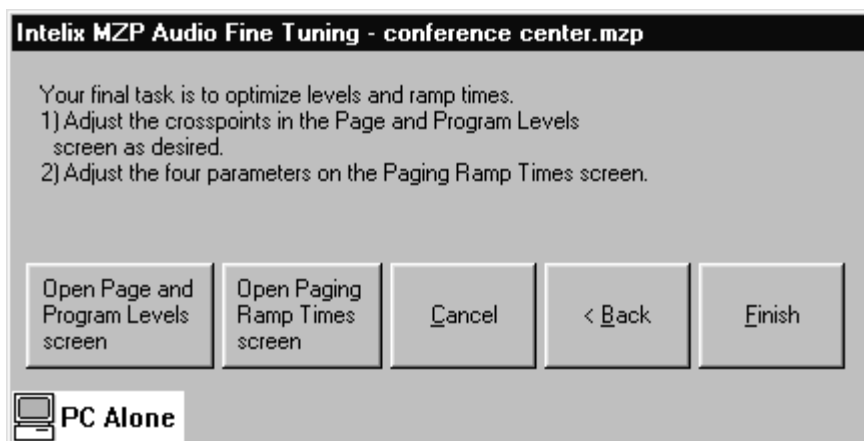 Intelix MZP Audio Fine Tuning - conference center.mzp
Your final task is to optimize levels and ramp times.
1) Adjust the crosspoints in the Page and Program Levels
screen as desired.
2) Adjust the four parameters on the Paging Ramp Times screen.
Open Page and
Program Levels
screen
Open Paging
Ramp Times
screen
Cancel
< Back
Finish
PC Alone